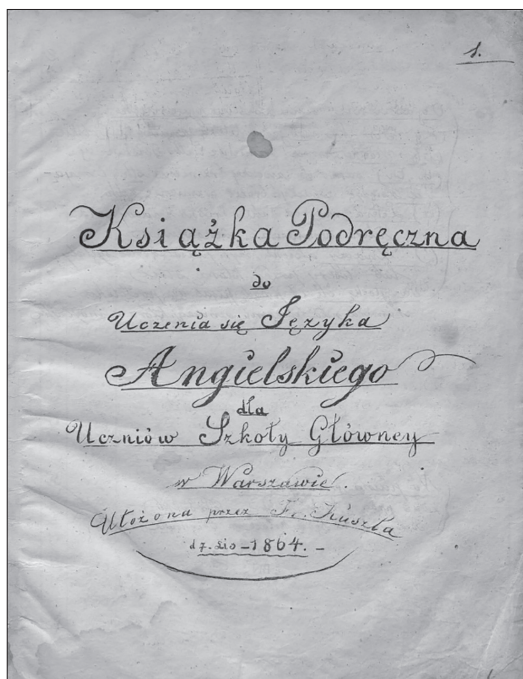 1.
Książka Podręczna
do
Uczenia się Języka
Angielskiego
dla
Uczniów Szkoły Główney
w Warszawie.
Ułożona przez
1864. –